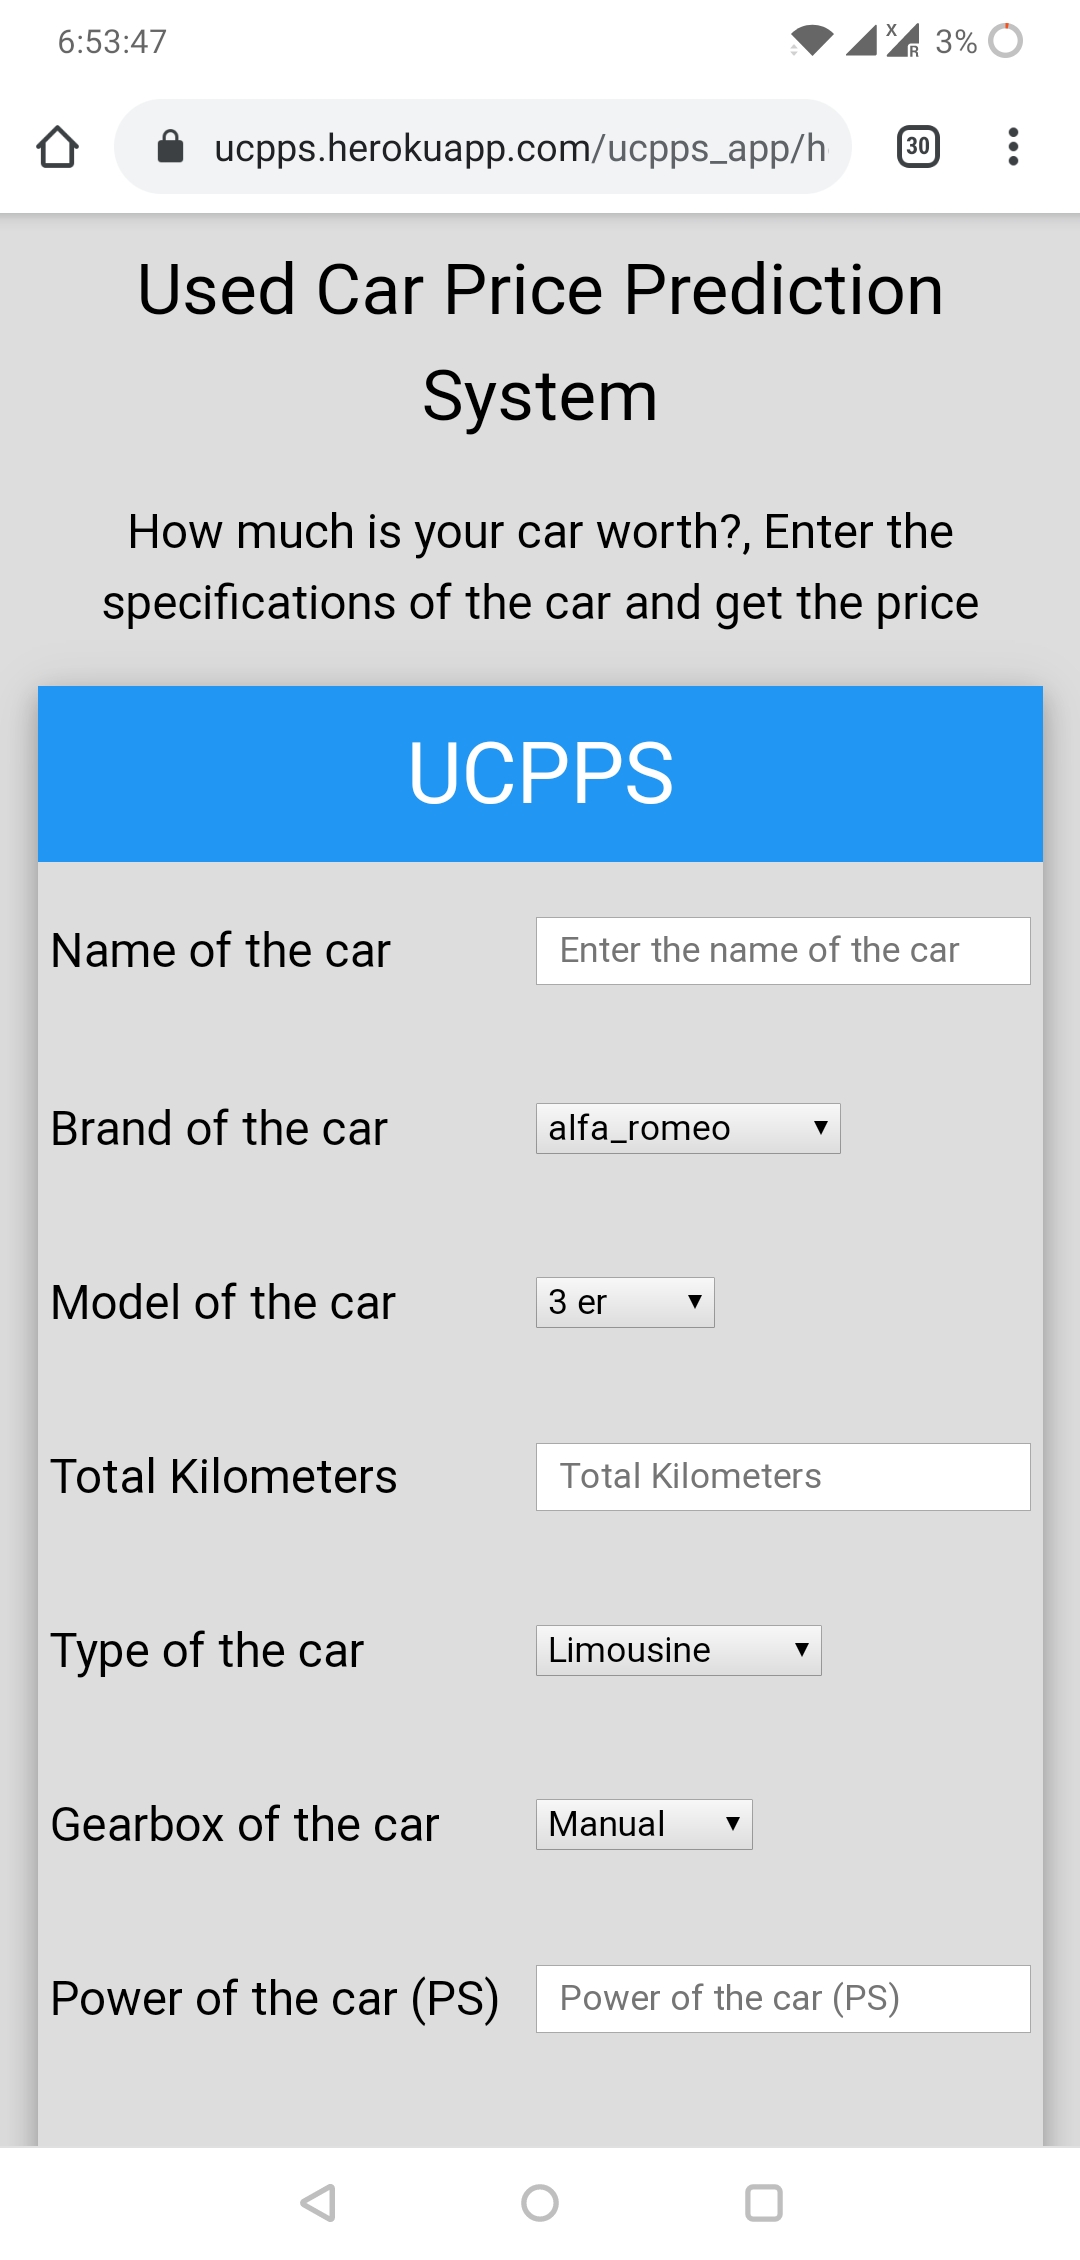 6:53:47
X R 3%
ucpps.herokuapp.com/ucpps_app/h
30
Used Car Price Prediction
System
How much is your car worth?, Enter the
specifications of the car and get the price
UCPPS
Name of the car Enter the name of the car
Brand of the car alfa_romeo
Model of the car 3 er
Total Kilometers Total Kilometers
Type of the car Limousine
Gearbox of the car Manual
Power of the car (PS) Power of the car (PS)